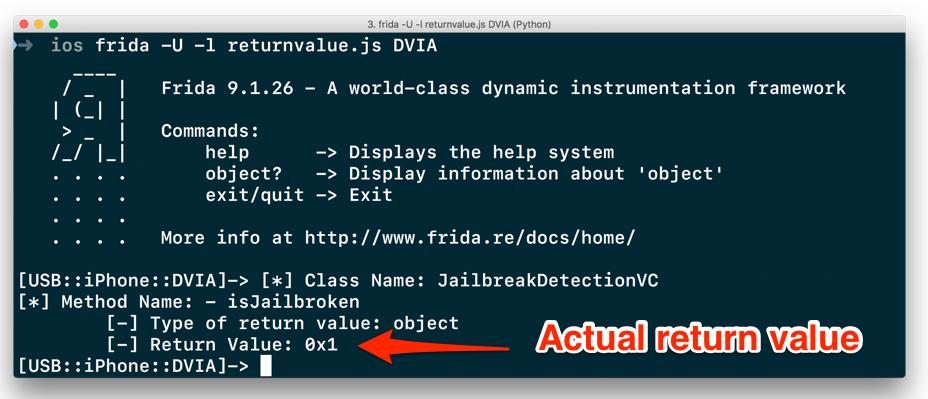 3. frida -U -l returnvalue.js DVIA (Python)
→ ios frida -U -l returnvalue.js DVIA
____
/ _ | Frida 9.1.26 - A world-class dynamic instrumentation framework
| (_| |
> _ | Commands:
/_/ |_| help -> Displays the help system
. . . . object? -> Display information about 'object'
. . . . exit/quit -> Exit
. . . .
. . . . More info at http://www.frida.re/docs/home/
[USB::iPhone::DVIA]-> [*] Class Name: JailbreakDetectionVC
[*] Method Name: - isJailbroken
[-] Type of return value: object
[-] Return Value: 0x1
Actual return value
[USB::iPhone::DVIA]->